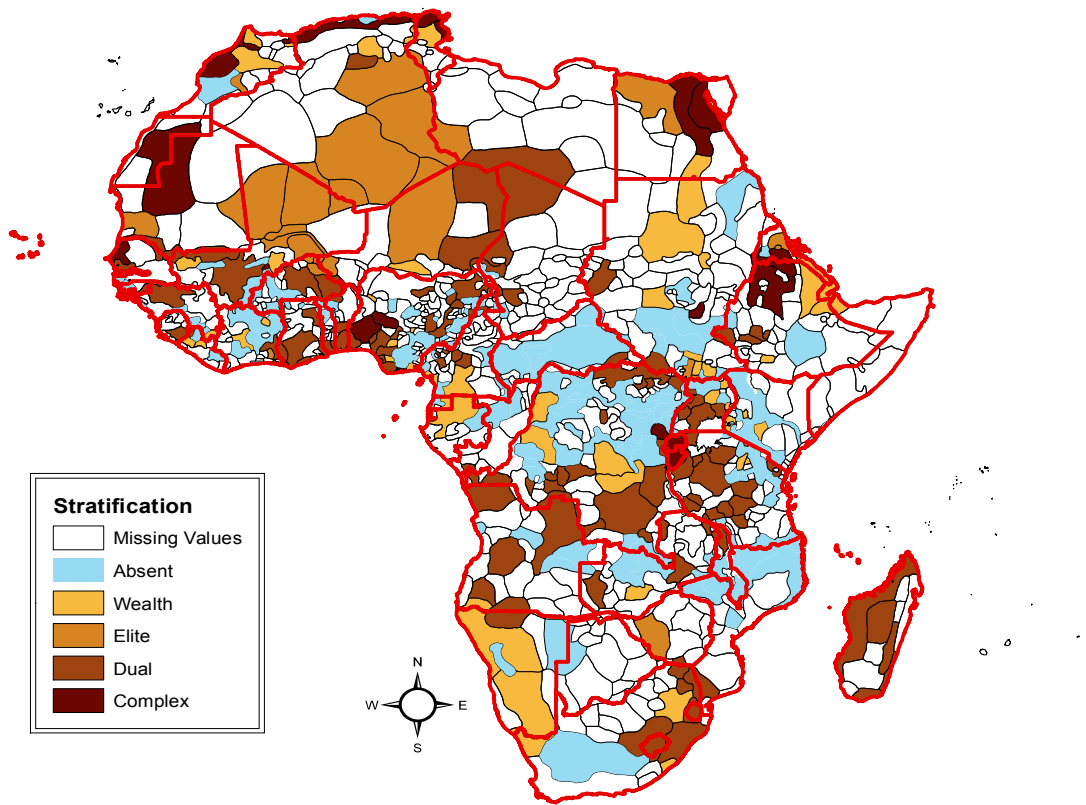 Stratification
Missing Values
Absent
Wealth
Elite
Dual
Complex
N
W E
S